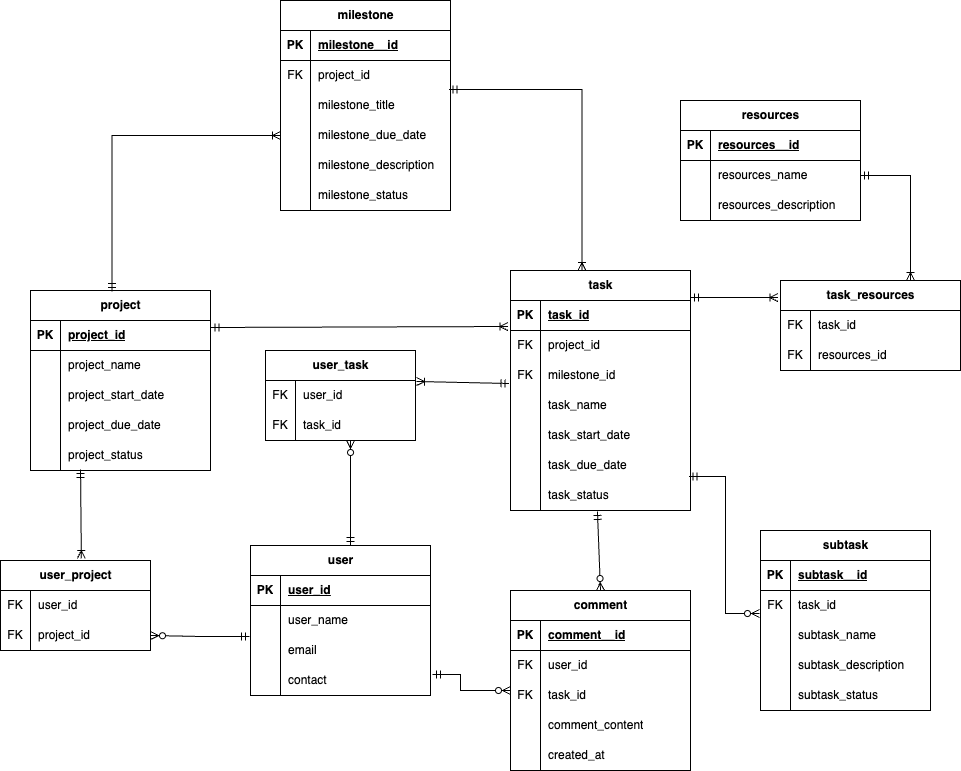 milestone
PK milestone__id
FK project_id
milestone_title
milestone_due_date
milestone_description
milestone_status
resources
PK resources__id
resources_name
resources_description
project
PK project_id
project_name
project_start_date
project_due_date
project_status
task
PK task_id
FK project_id
FK milestone_id
task_name
task_start_date
task_due_date
task_status
task_resources
FK task_id
FK resources_id
user_task
FK user_id
FK task_id
user_project
FK user_id
FK project_id
user
PK user_id
user_name
email
contact
comment
PK comment__id
FK user_id
FK task_id
comment_content
created_at
subtask
PK subtask__id
FK task_id
subtask_name
subtask_description
subtask_status